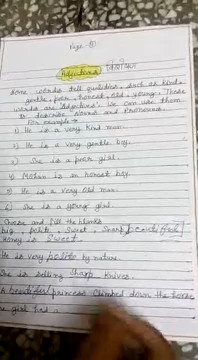 Page
Adjectives विशेषण
Some words tell qualities, such as kind,
gentle, poor, honest, old, young. These
words are Adjectives. We can use them
to describe Nouns and Pronouns.
For example→
1) He is a very kind man.
2) He is a very gentle boy.
3) She is a poor girl.
4) Mohan is an honest boy.
5) He is a very old man.
6) She is a young girl.
Choose and fill the blanks
big, polite, sweet, sharp, beautiful
Honey is sweet.
He is very polite by nature.
She is selling sharp knives.
A beautiful princess climbed down the horse
girl had a